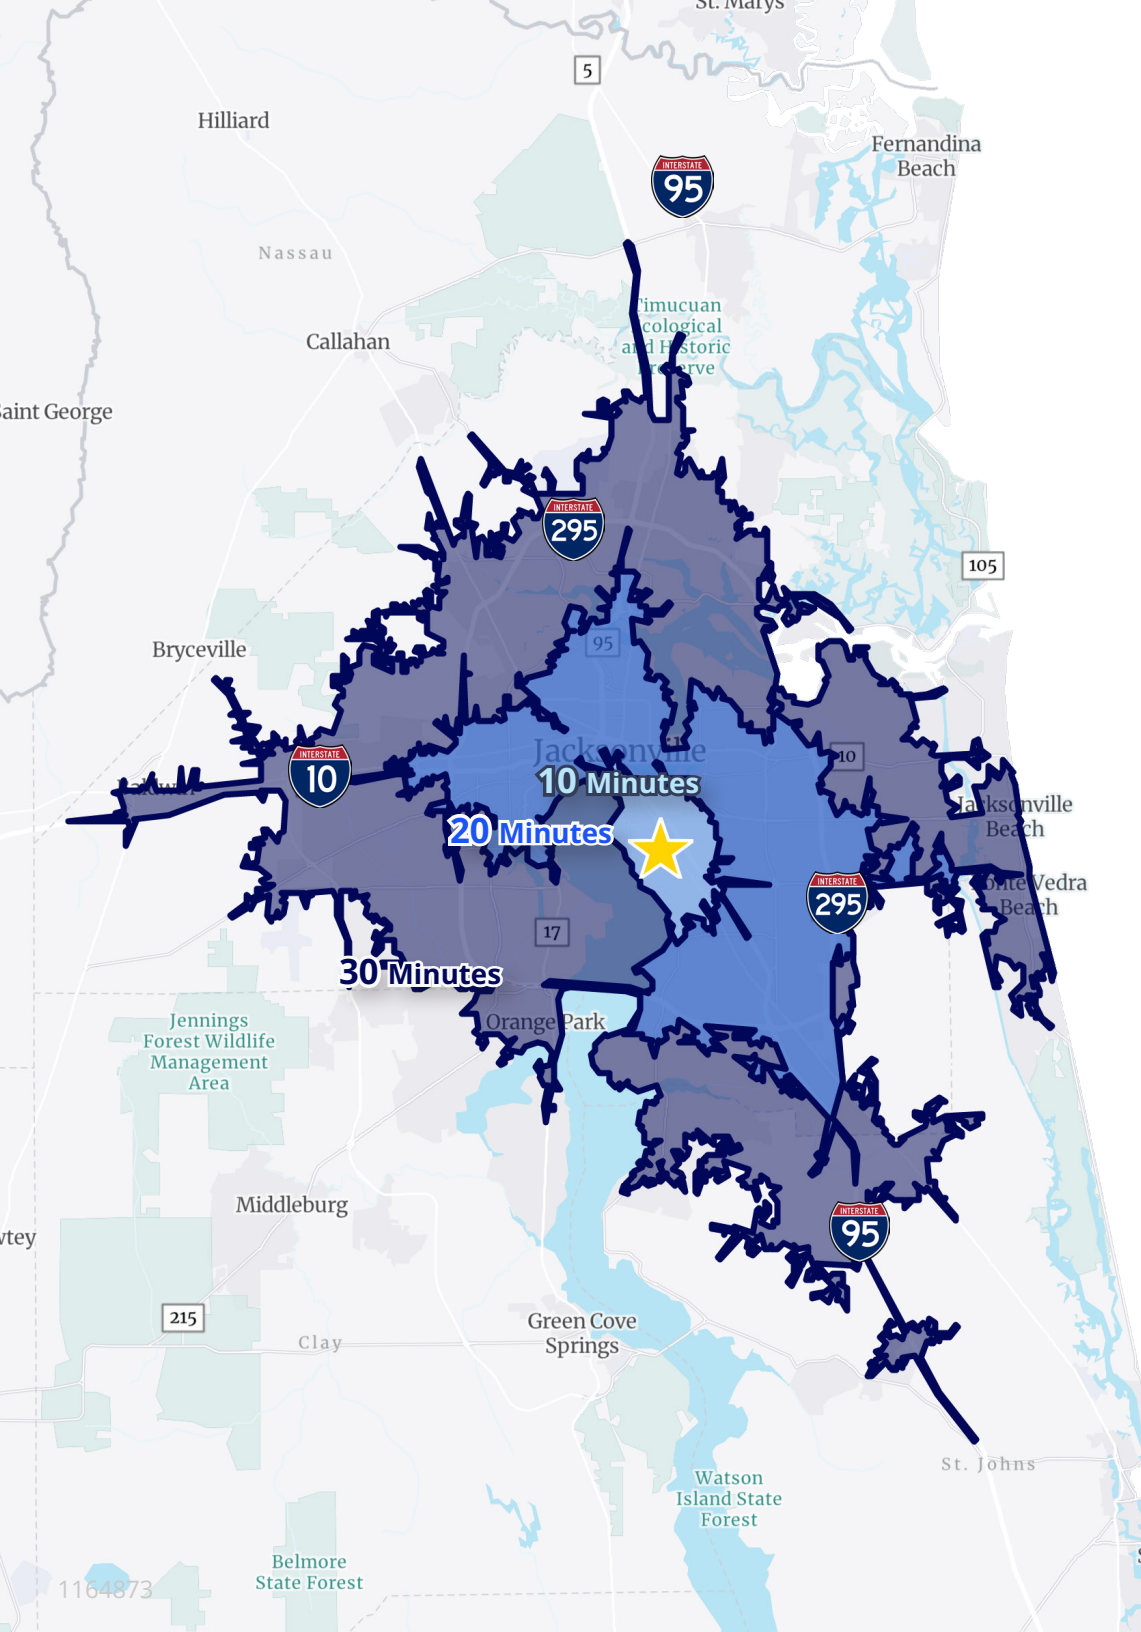 St. Marys
5
Hilliard
INTERSTATE
95
Fernandina
Beach
Nassau
Timucuan
Ecological
and Historic
Preserve
Callahan
Saint George
INTERSTATE
295
105
95
Bryceville
Jacksonville
10
INTERSTATE
10
Baldwin
10 Minutes
20 Minutes
Jacksonville
Beach
INTERSTATE
295
Ponte Vedra
Beach
17
30 Minutes
Orange Park
Jennings
Forest Wildlife
Management
Area
Middleburg
INTERSTATE
95
wtey
215
Green Cove
Springs
Clay
St. Johns
Watson
Island State
Forest
Belmore
State Forest
1164873